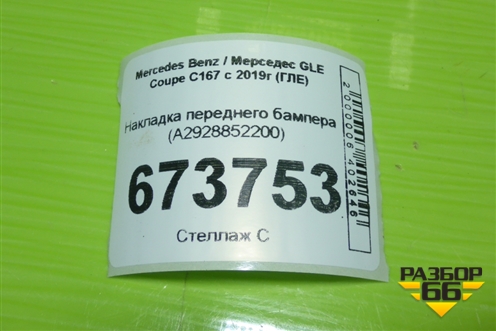 Mercedes Benz / Мерседес GLE
Coupe C167 с 2019г (ГЛЕ)
Накладка переднего бампера
(A2928852200)
673753
Стеллаж С
2000006402646
РАЗБОР
66